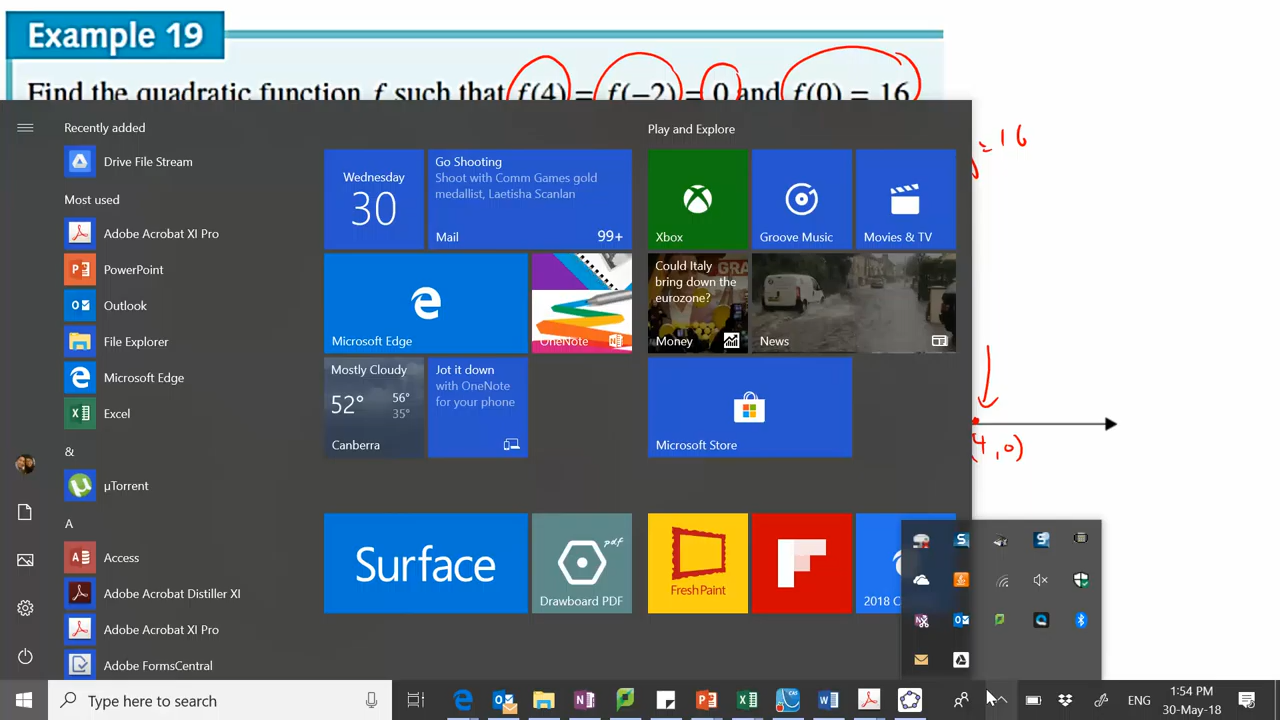 Example 19
Find the quadratic function f such that f(4) = f(−2) = 0 and f(0) = 16
= 16
(4,0)
Recently added
Drive File Stream
Most used
Adobe Acrobat XI Pro
PowerPoint
Outlook
File Explorer
Microsoft Edge
Excel
&
µTorrent
A
Access
Adobe Acrobat Distiller XI
Adobe Acrobat XI Pro
Adobe FormsCentral
Wednesday
30
Go Shooting
Shoot with Comm Games gold
medallist, Laetisha Scanlan
Mail
99+
Microsoft Edge
OneNote
Mostly Cloudy
52°
56°
35°
Canberra
Jot it down
with OneNote
for your phone
Surface
pdf
Drawboard PDF
Play and Explore
Xbox
Groove Music
Movies & TV
Could Italy
bring down the
eurozone?
Money
News
Microsoft Store
FreshPaint
2018 C
Type here to search
ENG
1:54 PM
30-May-18